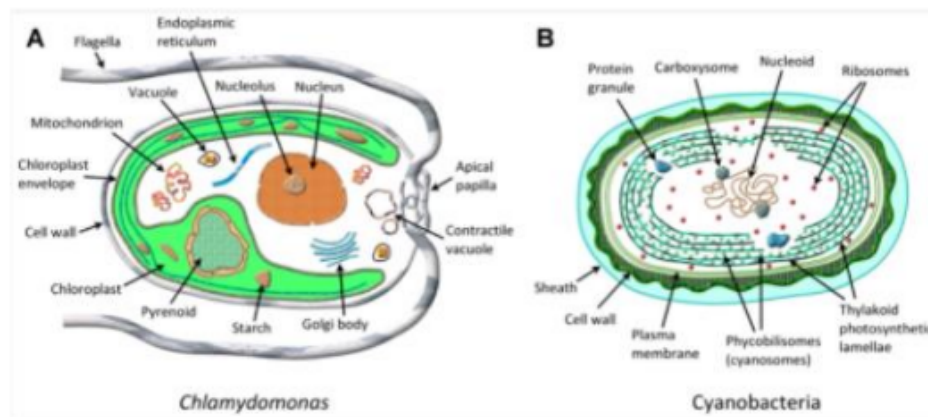 A
Flagella
Endoplasmic
reticulum
Vacuole
Nucleolus
Nucleus
Mitochondrion
Chloroplast
envelope
Cell wall
Chloroplast
Pyrenoid
Starch
Golgi body
Apical
papilla
Contractile
vacuole
Chlamydomonas
B
Protein
granule
Carboxysome
Nucleoid
Ribosomes
Sheath
Cell wall
Plasma
membrane
Phycobilisomes
(cyanosomes)
Thylakoid
photosynthetic
lamellae
Cyanobacteria